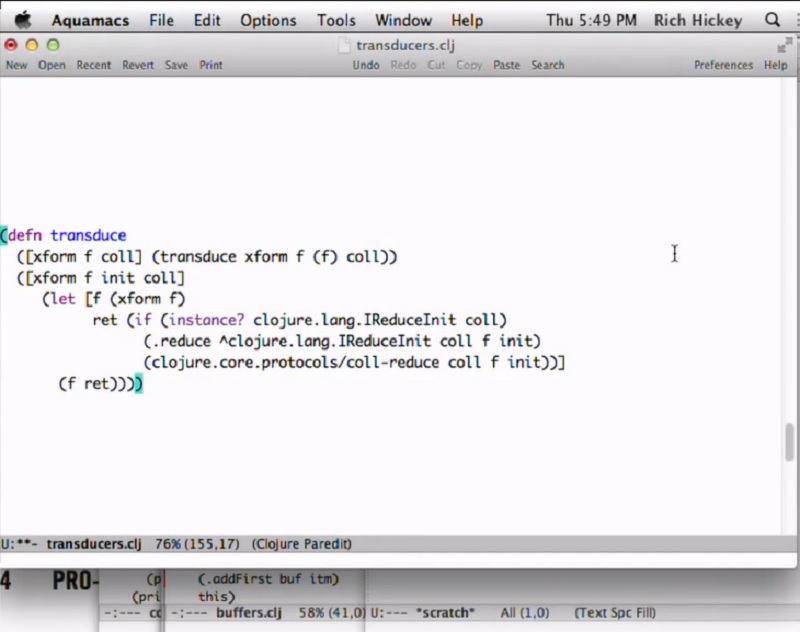 Aquamacs File Edit Options Tools Window Help Thu 5:49 PM Rich Hickey
transducers.clj
New Open Recent Revert Save Print Undo Redo Cut Copy Paste Search Preferences Help
(defn transduce
([xform f coll] (transduce xform f (f) coll))
([xform f init coll]
(let [f (xform f)
ret (if (instance? clojure.lang.IReduceInit coll)
(.reduce ^clojure.lang.IReduceInit coll f init)
(clojure.core.protocols/coll-reduce coll f init))]
(f ret))))
U:**- transducers.clj 76% (155,17) (Clojure Paredit)
4 PRO- (p (.addFirst buf itm)
(pri this)
-:--- cc -:--- buffers.clj 58% (41,0) U:--- *scratch* All (1,0) (Text Spc Fill)